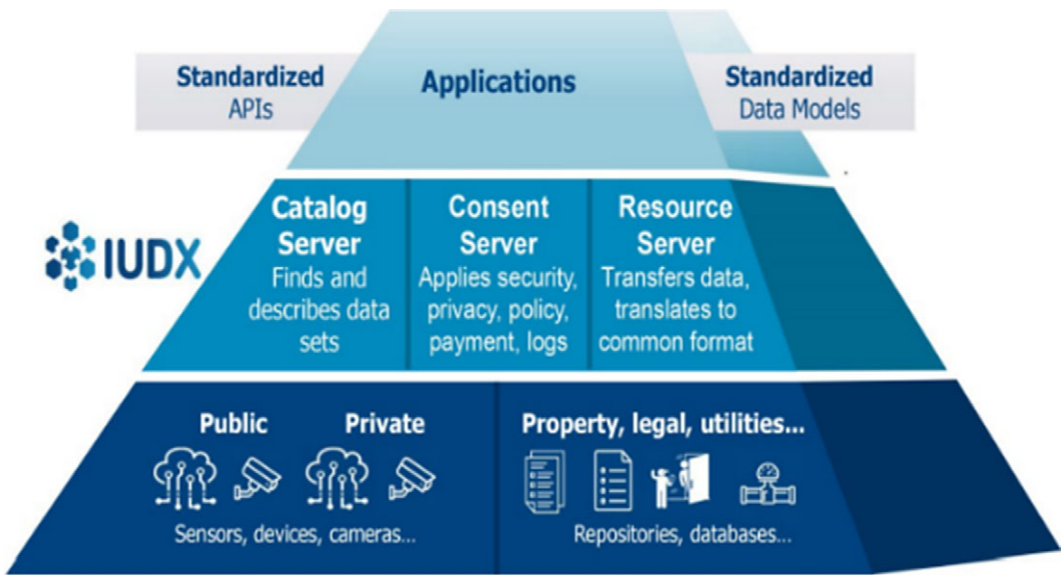 Standardized
APIs
Applications
Standardized
Data Models
IUDX
Catalog
Server
Finds and
describes data
sets
Consent
Server
Applies security,
privacy, policy,
payment, logs
Resource
Server
Transfers data,
translates to
common format
Public
Private
Sensors, devices, cameras...
Property, legal, utilities...
Repositories, databases...